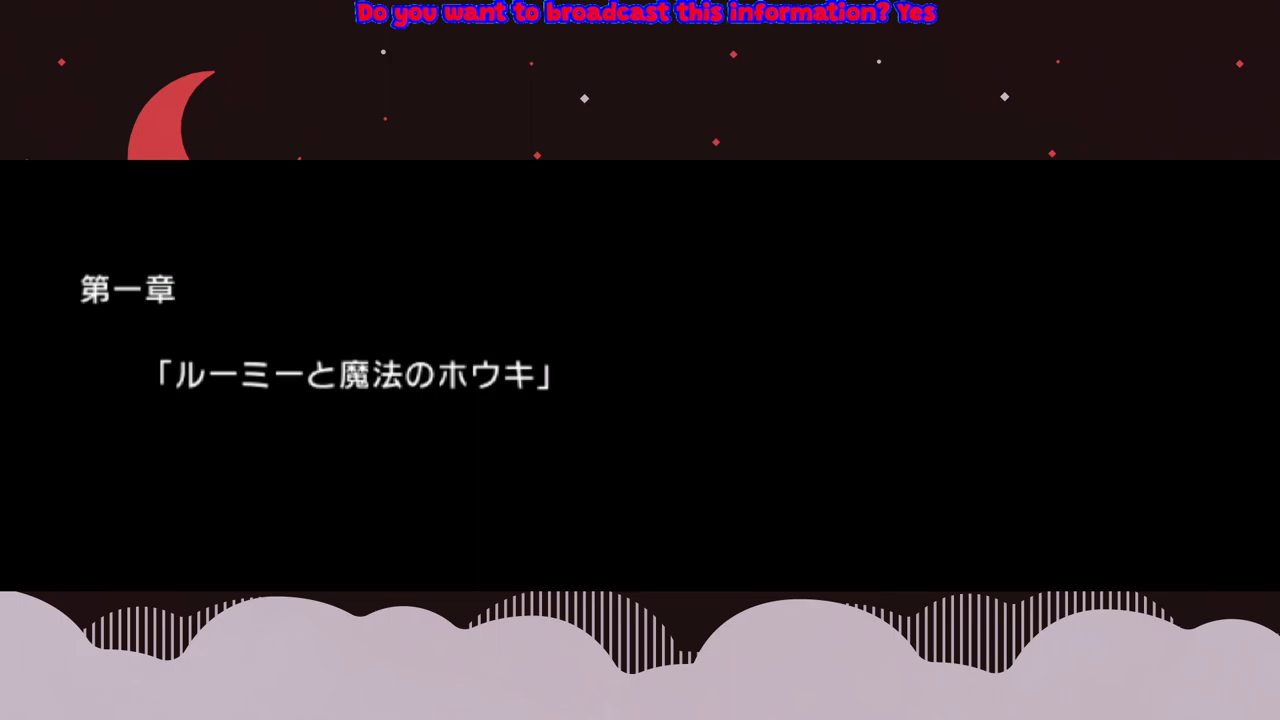 Do you want to broadcast this information? Yes
第一章
「ルーミーと魔法のホウキ」